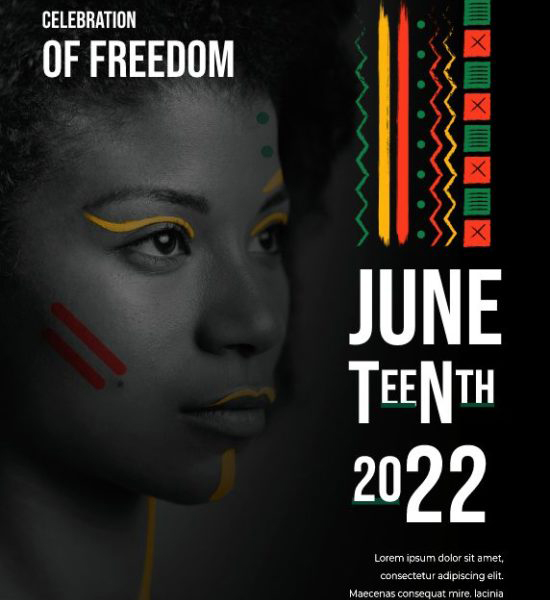 CELEBRATION
OF FREEDOM
JUNE
TEENTH
2022
Lorem ipsum dolor sit amet,
consectetur adipiscing elit.
Maecenas consequat mire. lacinia